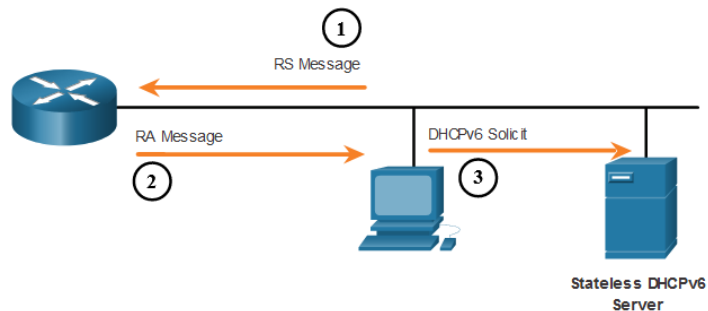 1
RS Message
RA Message
2
DHCPv6 Solicit
3
Stateless DHCPv6
Server